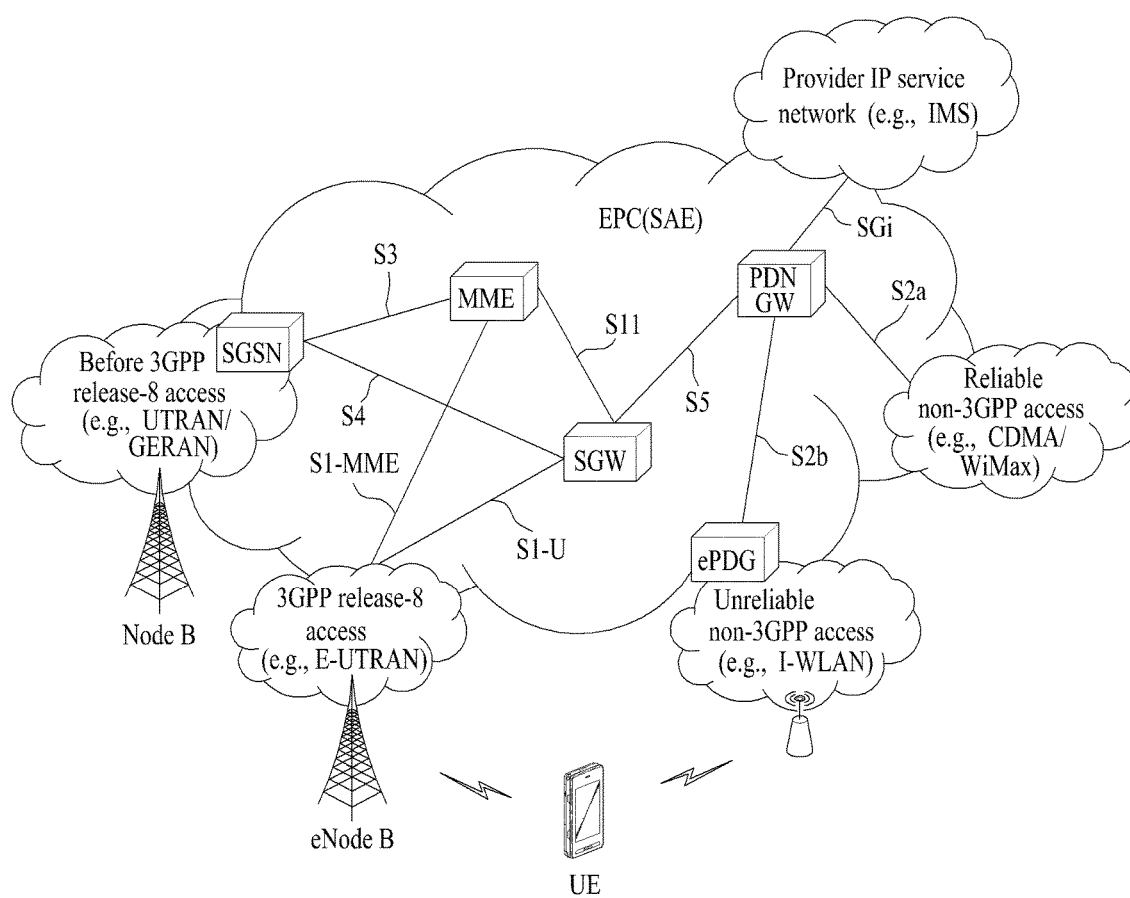 Provider IP service
network (e.g., IMS)
EPC(SAE)
SGi
S3
MME
PDN
GW
S2a
SGSN
S11
Before 3GPP
release-8 access
(e.g., UTRAN/
GERAN)
S4
S5
Reliable
non-3GPP access
(e.g., CDMA/
WiMax)
SGW
S2b
S1-MME
S1-U
ePDG
Node B
3GPP release-8
access
(e.g., E-UTRAN)
Unreliable
non-3GPP access
(e.g., I-WLAN)
eNode B
UE